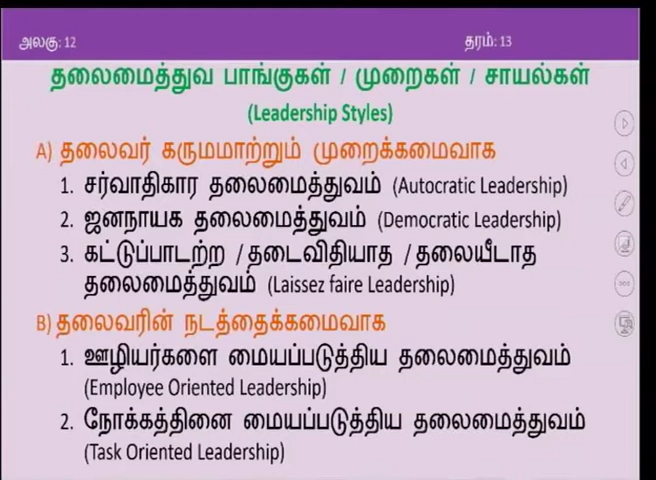 அலகு: 12
தரம்: 13
தலைமைத்துவ பாங்குகள் / முறைகள் / சாயல்கள்
(Leadership Styles)
A) தலைவர் கருமமாற்றும் முறைக்கமைவாக
1. சர்வாதிகார தலைமைத்துவம் (Autocratic Leadership)
2. ஜனநாயக தலைமைத்துவம் (Democratic Leadership)
3. கட்டுப்பாடற்ற / தடைவிதியாத / தலையீடாத
தலைமைத்துவம் (Laissez faire Leadership)
B) தலைவரின் நடத்தைக்கமைவாக
1. ஊழியர்களை மையப்படுத்திய தலைமைத்துவம்
(Employee Oriented Leadership)
2. நோக்கத்தினை மையப்படுத்திய தலைமைத்துவம்
(Task Oriented Leadership)